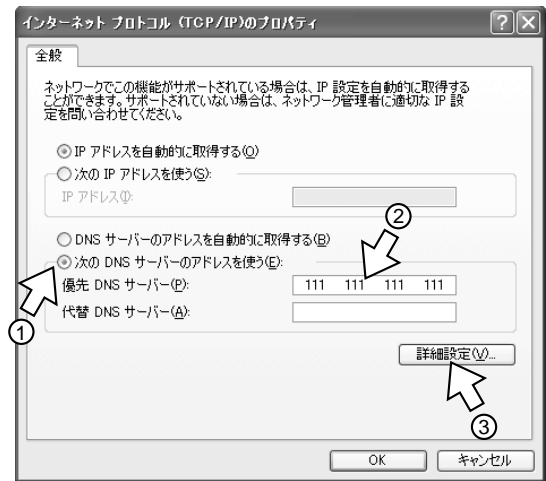 インターネット プロトコル (TCP/IP)のプロパティ
全般
ネットワークでこの機能がサポートされている場合は、IP 設定を自動的に取得する
ことができます。サポートされていない場合は、ネットワーク管理者に適切な IP 設
定を問い合わせてください。
IP アドレスを自動的に取得する(O)
次の IP アドレスを使う(S):
IP アドレス(I):
②
DNS サーバーのアドレスを自動的に取得する(B)
次の DNS サーバーのアドレスを使う(E):
優先 DNS サーバー(P): 111 111 111 111
代替 DNS サーバー(A):
①
詳細設定(V)...
③
OK キャンセル